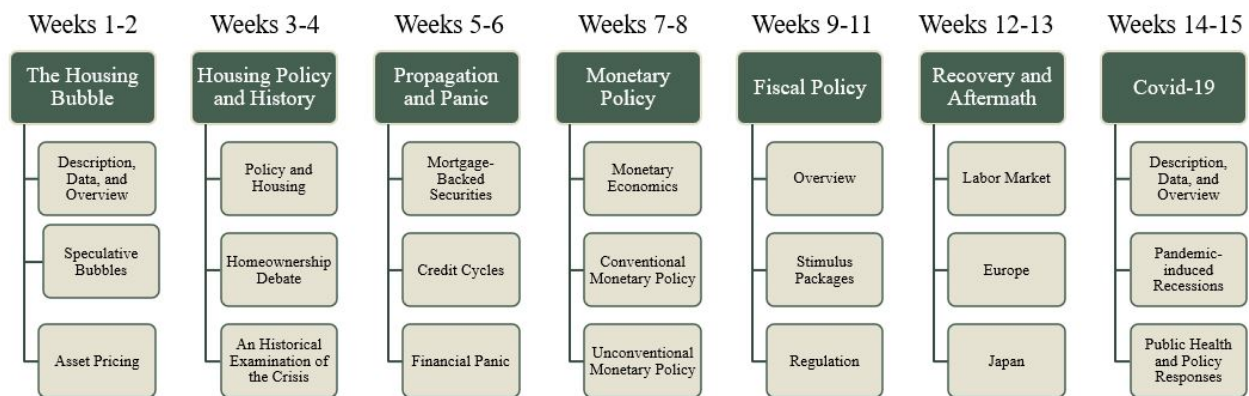 Weeks 1-2
The Housing
Bubble
Description,
Data, and
Overview
Speculative
Bubbles
Asset Pricing
Weeks 3-4
Housing Policy
and History
Policy and
Housing
Homeownership
Debate
An Historical
Examination of
the Crisis
Weeks 5-6
Propagation
and Panic
Mortgage-
Backed
Securities
Credit Cycles
Financial Panic
Weeks 7-8
Monetary
Policy
Monetary
Economics
Conventional
Monetary Policy
Unconventional
Monetary Policy
Weeks 9-11
Fiscal Policy
Overview
Stimulus
Packages
Regulation
Weeks 12-13
Recovery and
Aftermath
Labor Market
Europe
Japan
Weeks 14-15
Covid-19
Description,
Data, and
Overview
Pandemic-
induced
Recessions
Public Health
and Policy
Responses